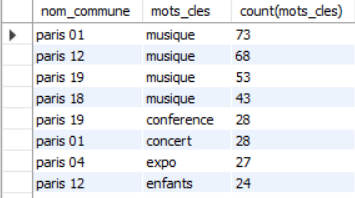 nom_commune mots_cles count(mots_cles)
paris 01 musique 73
paris 12 musique 68
paris 19 musique 53
paris 18 musique 43
paris 19 conference 28
paris 01 concert 28
paris 04 expo 27
paris 12 enfants 24